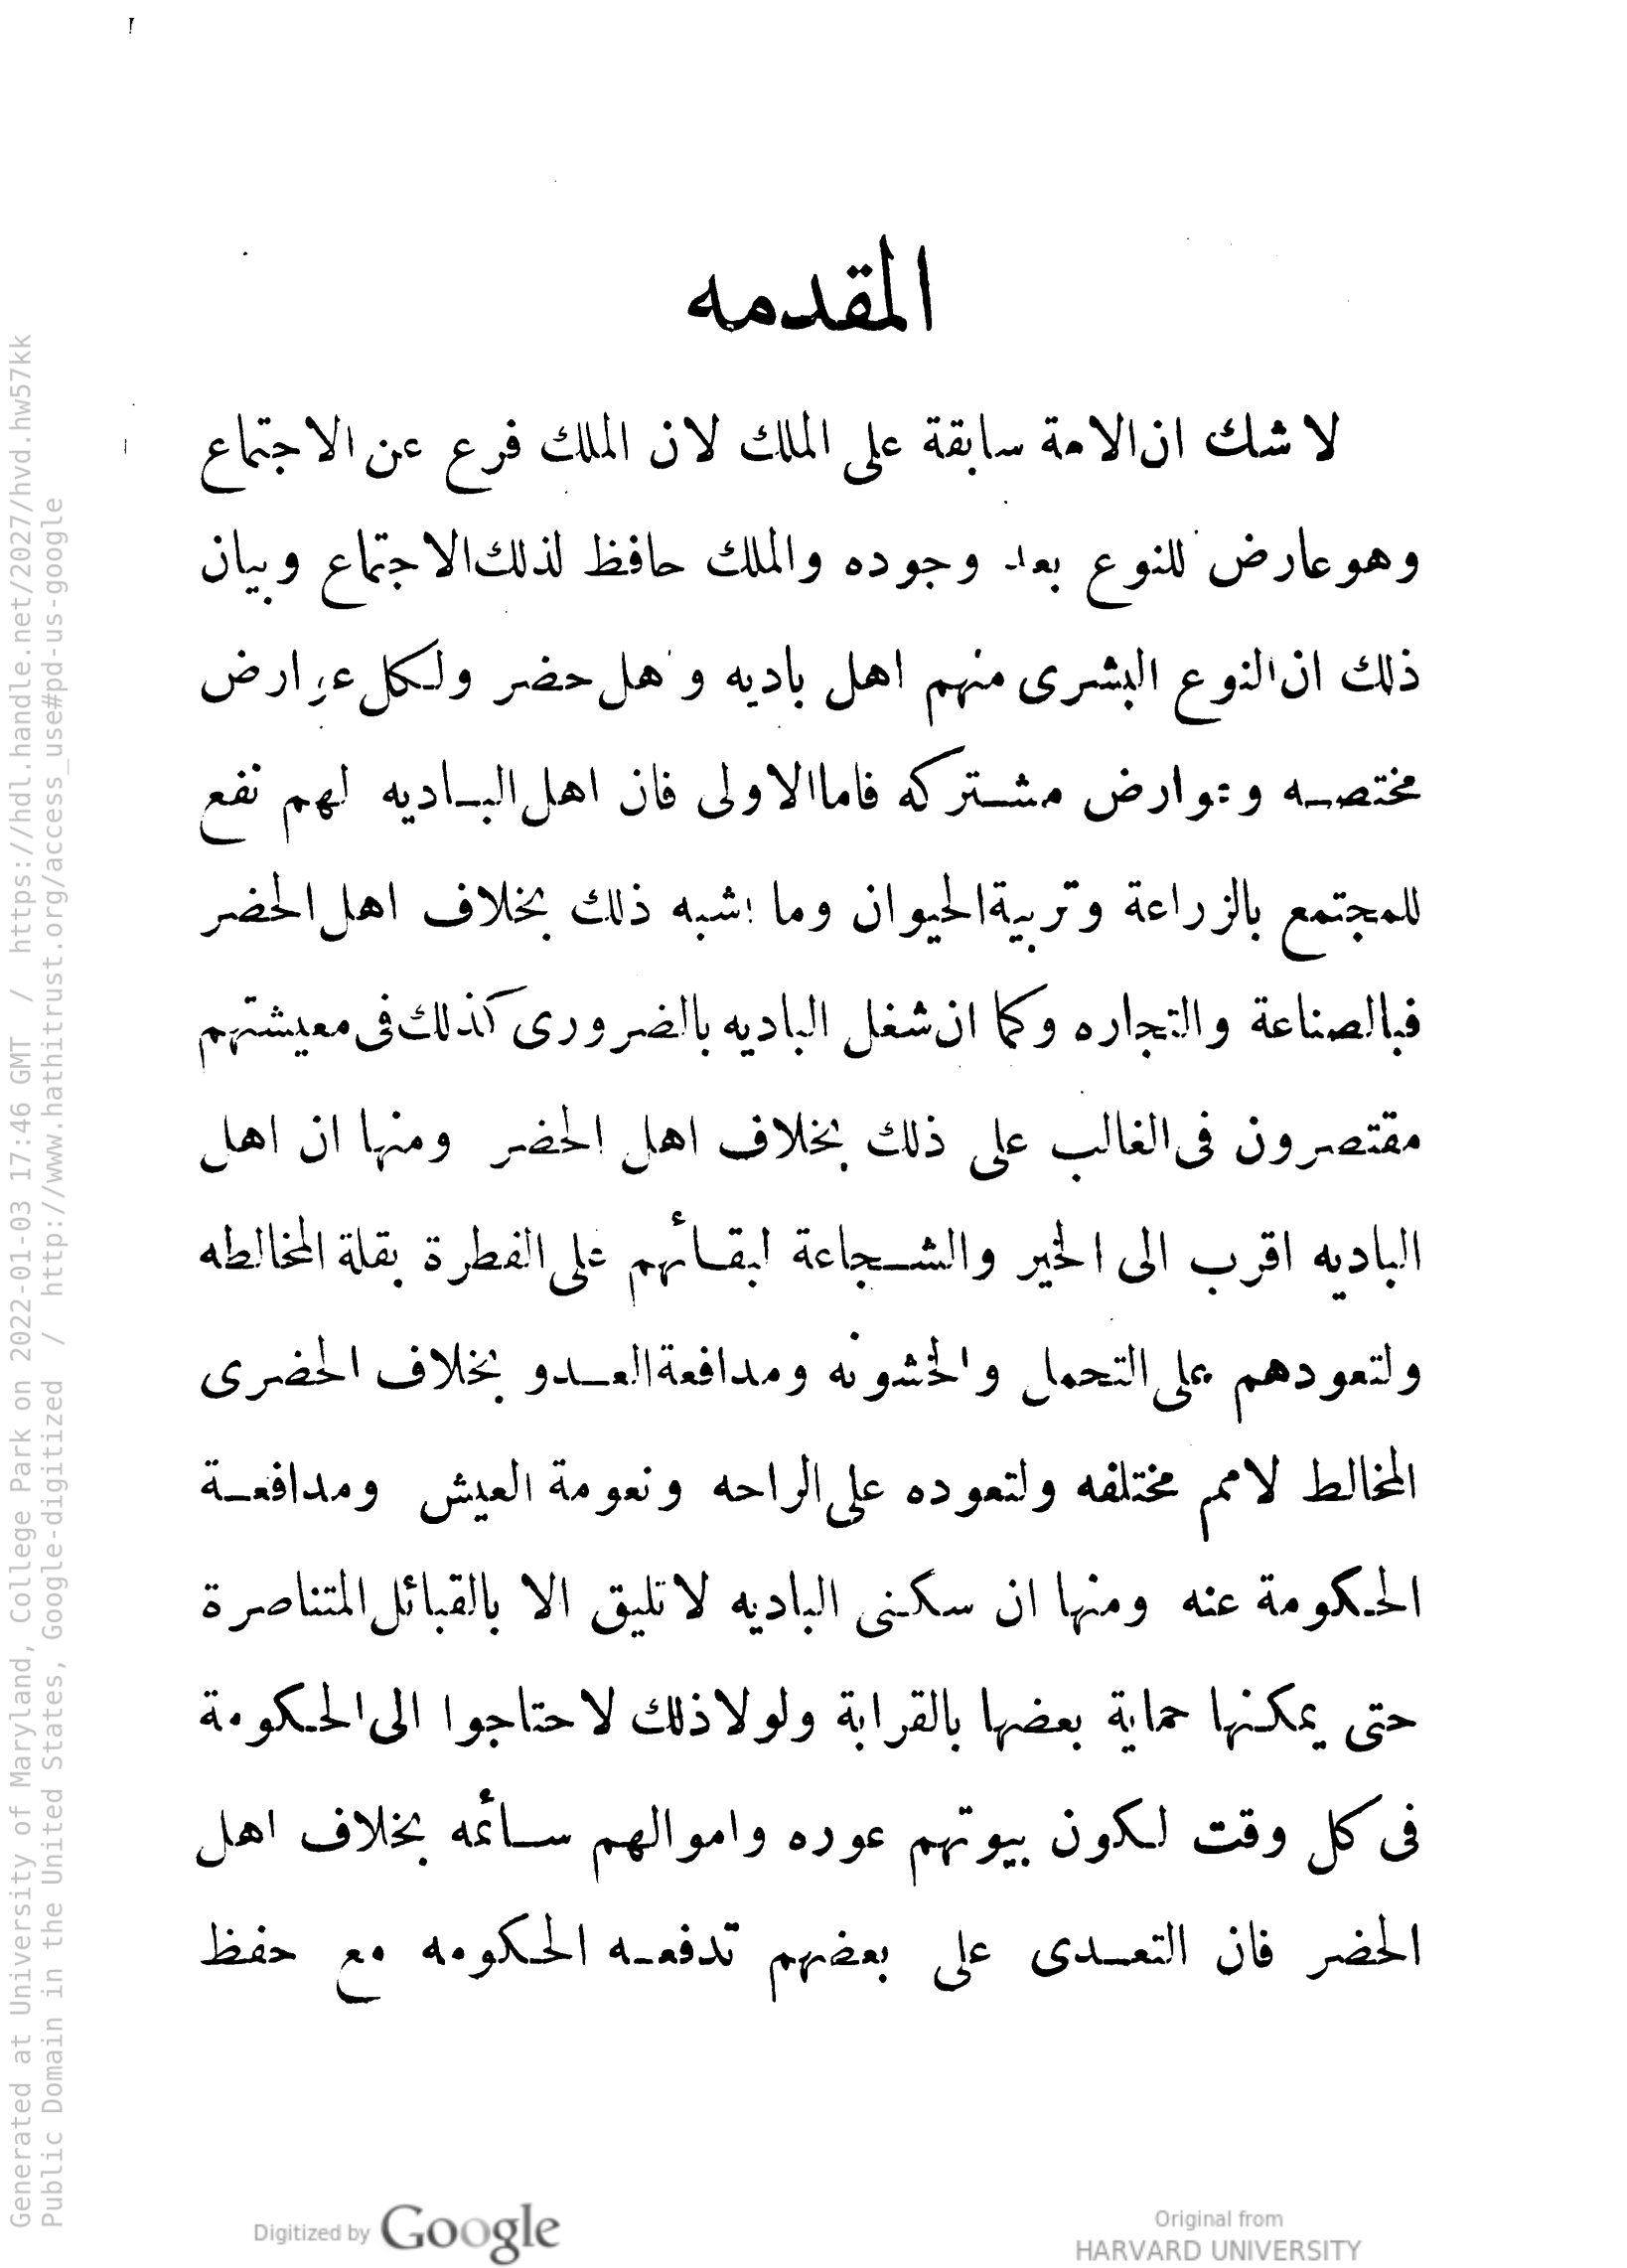 المقدمه
لا شك ان الامة سابقة على الملك لان الملك فرع عن الاجتماع
وهو عارض للنوع بعد وجوده والملك حافظ لذلك الاجتماع وبيان
ذلك ان النوع البشرى منهم اهل باديه و هل حضر ولكل عوارض
مختصه وعوارض مشتركه فاما الاولى فان اهل الباديه لهم نفع
للمجتمع بالزراعة وتربية الحيوان وما اشبه ذلك بخلاف اهل الحضر
فبالصناعة والتجاره وكما ان شغل الباديه بالضرورى كذلك فى معيشتهم
مقتصرون فى الغالب على ذلك بخلاف اهل الحضر ومنها ان اهل
الباديه اقرب الى الخير والشجاعة لبقائهم على الفطرة بقلة المخالطه
ولتعودهم على التحمل والخشونه ومدافعة العدو بخلاف الحضرى
المخالط لامم مختلفه ولتعوده على الراحه ونعومة العيش ومدافعة
الحكومة عنه ومنها ان سكنى الباديه لا تليق الا بالقبائل المتناصرة
حتى يمكنها حماية بعضها بالقرابة ولولا ذلك لاحتاجوا الى الحكومة
فى كل وقت لكون بيوتهم عوره واموالهم سائمه بخلاف اهل
الحضر فان التعدى على بعضهم تدفعه الحكومه مع حفظ
Digitized by Google
Original from
HARVARD UNIVERSITY
Generated at University of Maryland, College Park on 2022-01-03 17:46 GMT / https://hdl.handle.net/2027/hvd.hw57kk
Public Domain in the United States, Google-digitized / http://www.hathitrust.org/access_use#pd-us-google